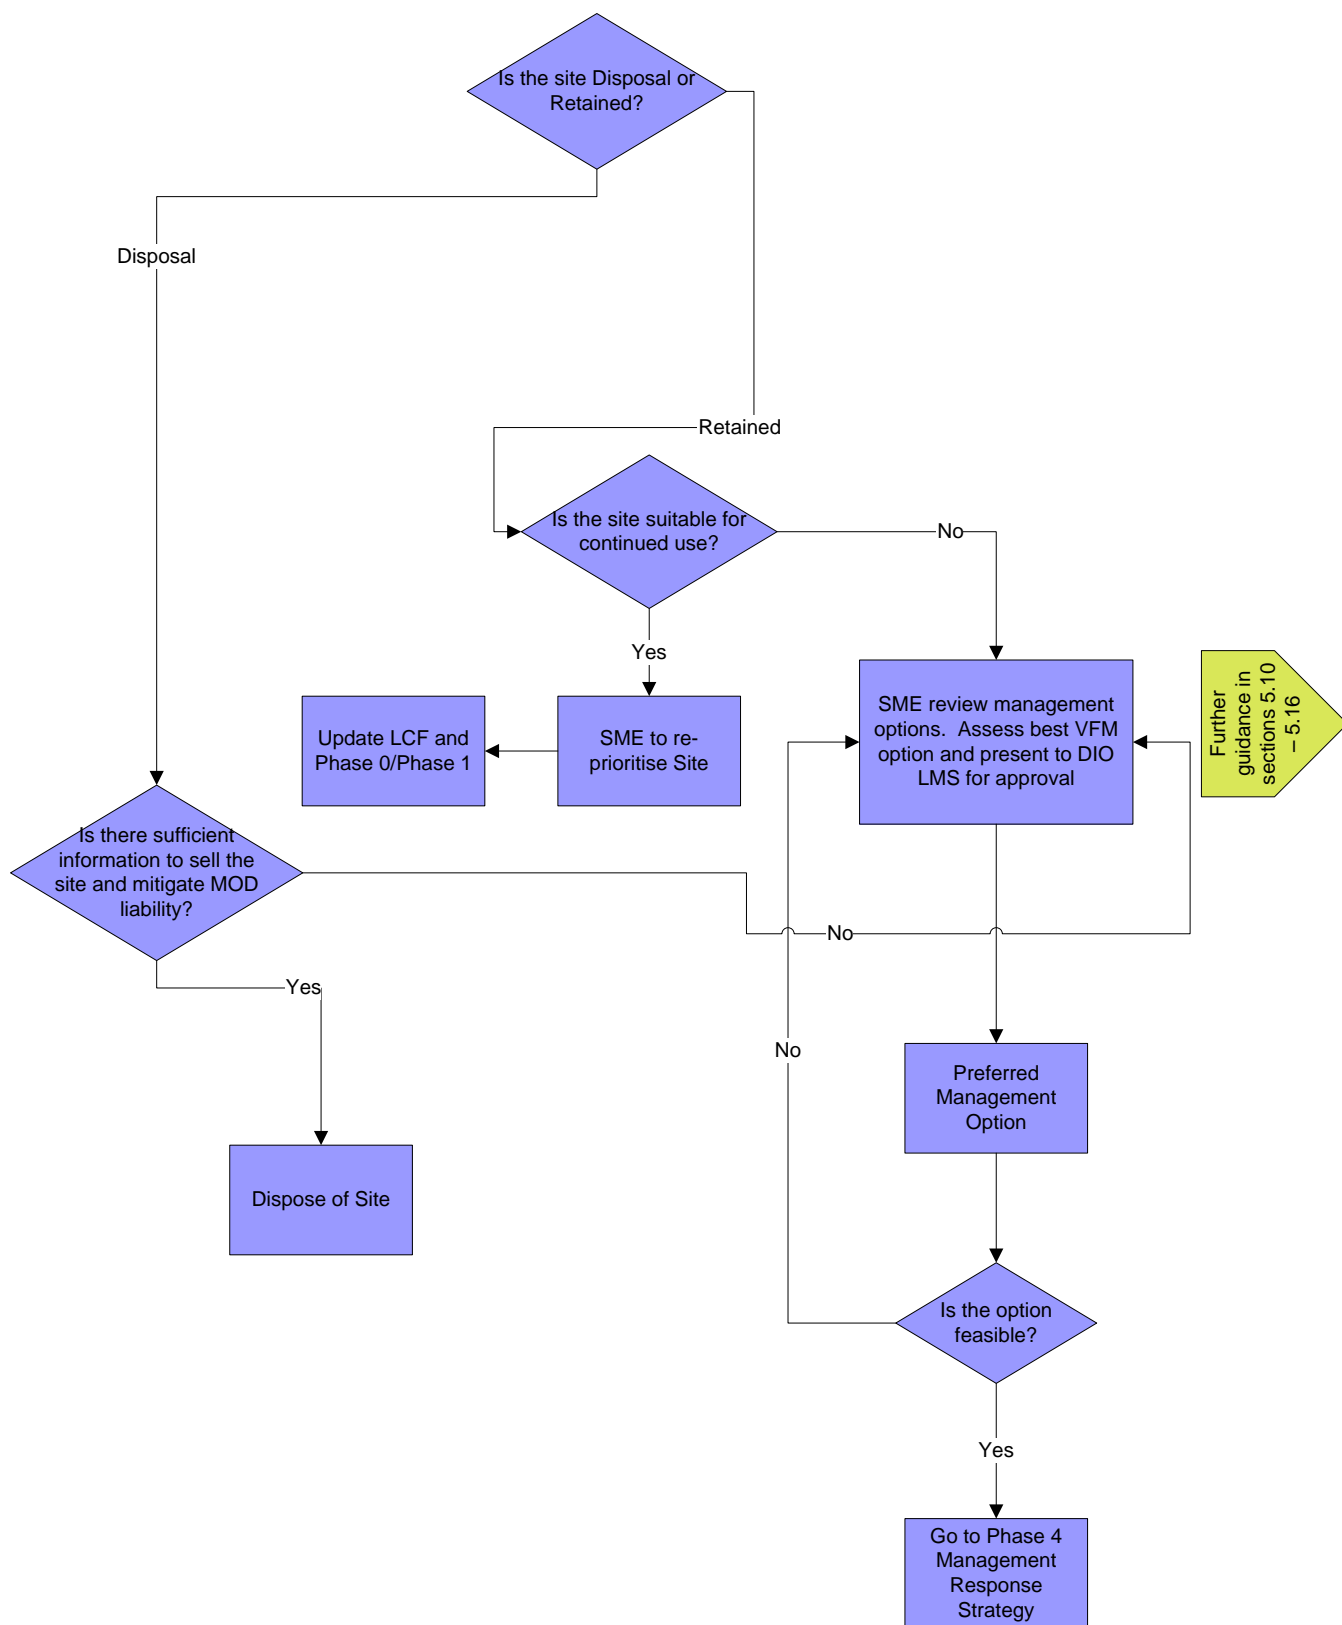 Is the site Disposal or
Retained?
Disposal
Retained
Is the site suitable for
continued use?
No
Yes
SME review management
options.  Assess best VFM
option and present to DIO
LMS for approval
Further
guidance in
sections 5.10
– 5.16
Update LCF and
Phase 0/Phase 1
SME to re-
prioritise Site
Is there sufficient
information to sell the
site and mitigate MOD
liability?
No
Yes
No
Preferred
Management
Option
Dispose of Site
Is the option
feasible?
Yes
Go to Phase 4
Management
Response
Strategy